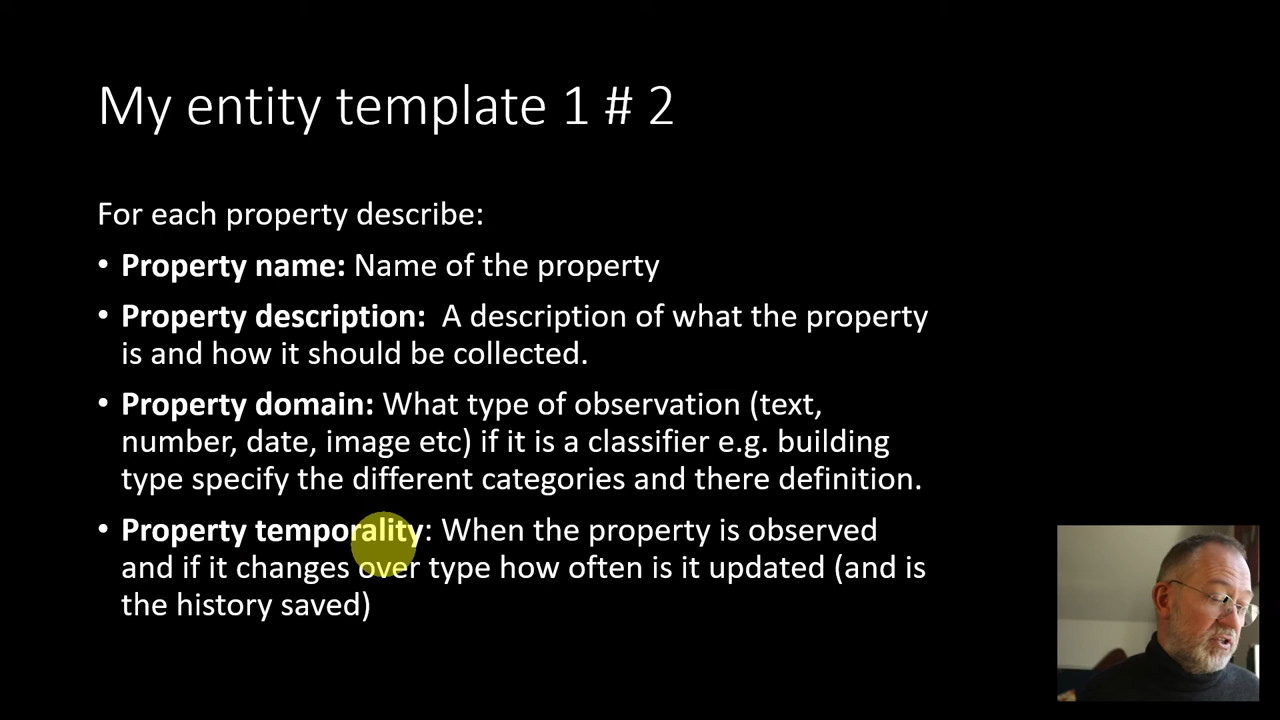 My entity template 1 # 2
For each property describe:
• Property name: Name of the property
• Property description:  A description of what the property
is and how it should be collected.
• Property domain: What type of observation (text,
number, date, image etc) if it is a classifier e.g. building
type specify the different categories and there definition.
• Property temporality: When the property is observed
and if it changes over type how often is it updated (and is
the history saved)